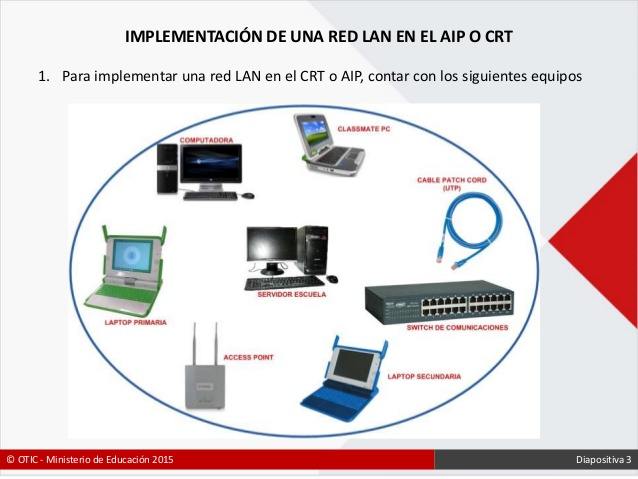 IMPLEMENTACIÓN DE UNA RED LAN EN EL AIP O CRT
1. Para implementar una red LAN en el CRT o AIP, contar con los siguientes equipos
CLASSMATE PC
COMPUTADORA
CABLE PATCH CORD
(UTP)
SERVIDOR ESCUELA
LAPTOP PRIMARIA
SWITCH DE COMUNICACIONES
ACCESS POINT
LAPTOP SECUNDARIA
© OTIC - Ministerio de Educación 2015
Diapositiva 3